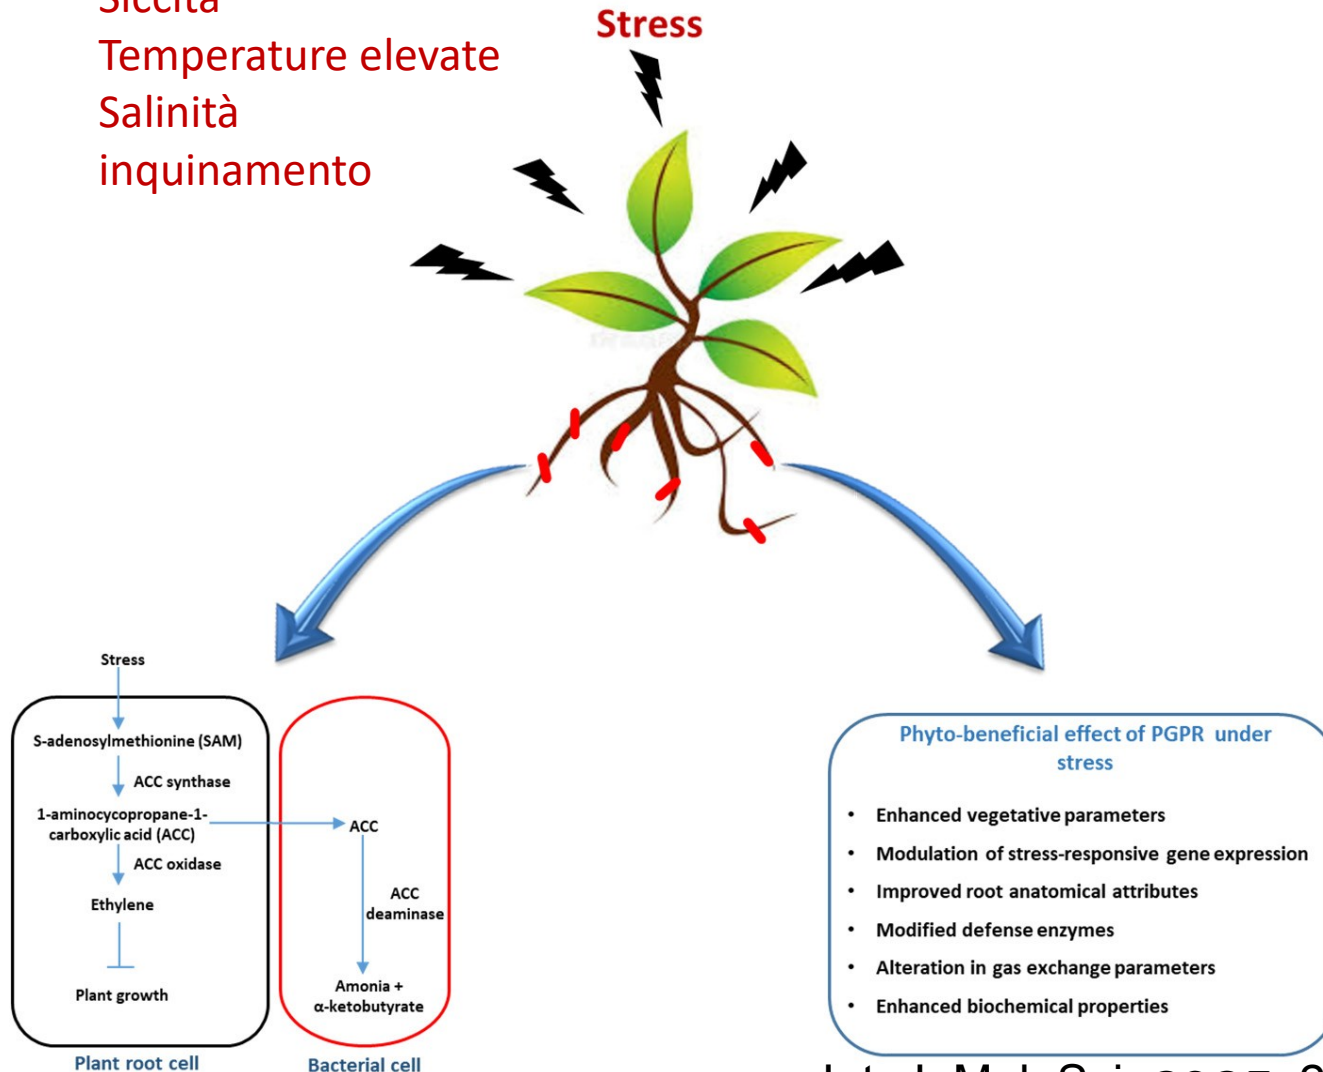 Siccità
Temperature elevate
Salinità
inquinamento
Stress
Stress
S-adenosylmethionine (SAM)
ACC synthase
1-aminocycopropane-1-
carboxylic acid (ACC)
ACC oxidase
Ethylene
Plant growth
Plant root cell
ACC
ACC
deaminase
Amonia +
α-ketobutyrate
Bacterial cell
Phyto-beneficial effect of PGPR under
stress
• Enhanced vegetative parameters
• Modulation of stress-responsive gene expression
• Improved root anatomical attributes
• Modified defense enzymes
• Alteration in gas exchange parameters
• Enhanced biochemical properties